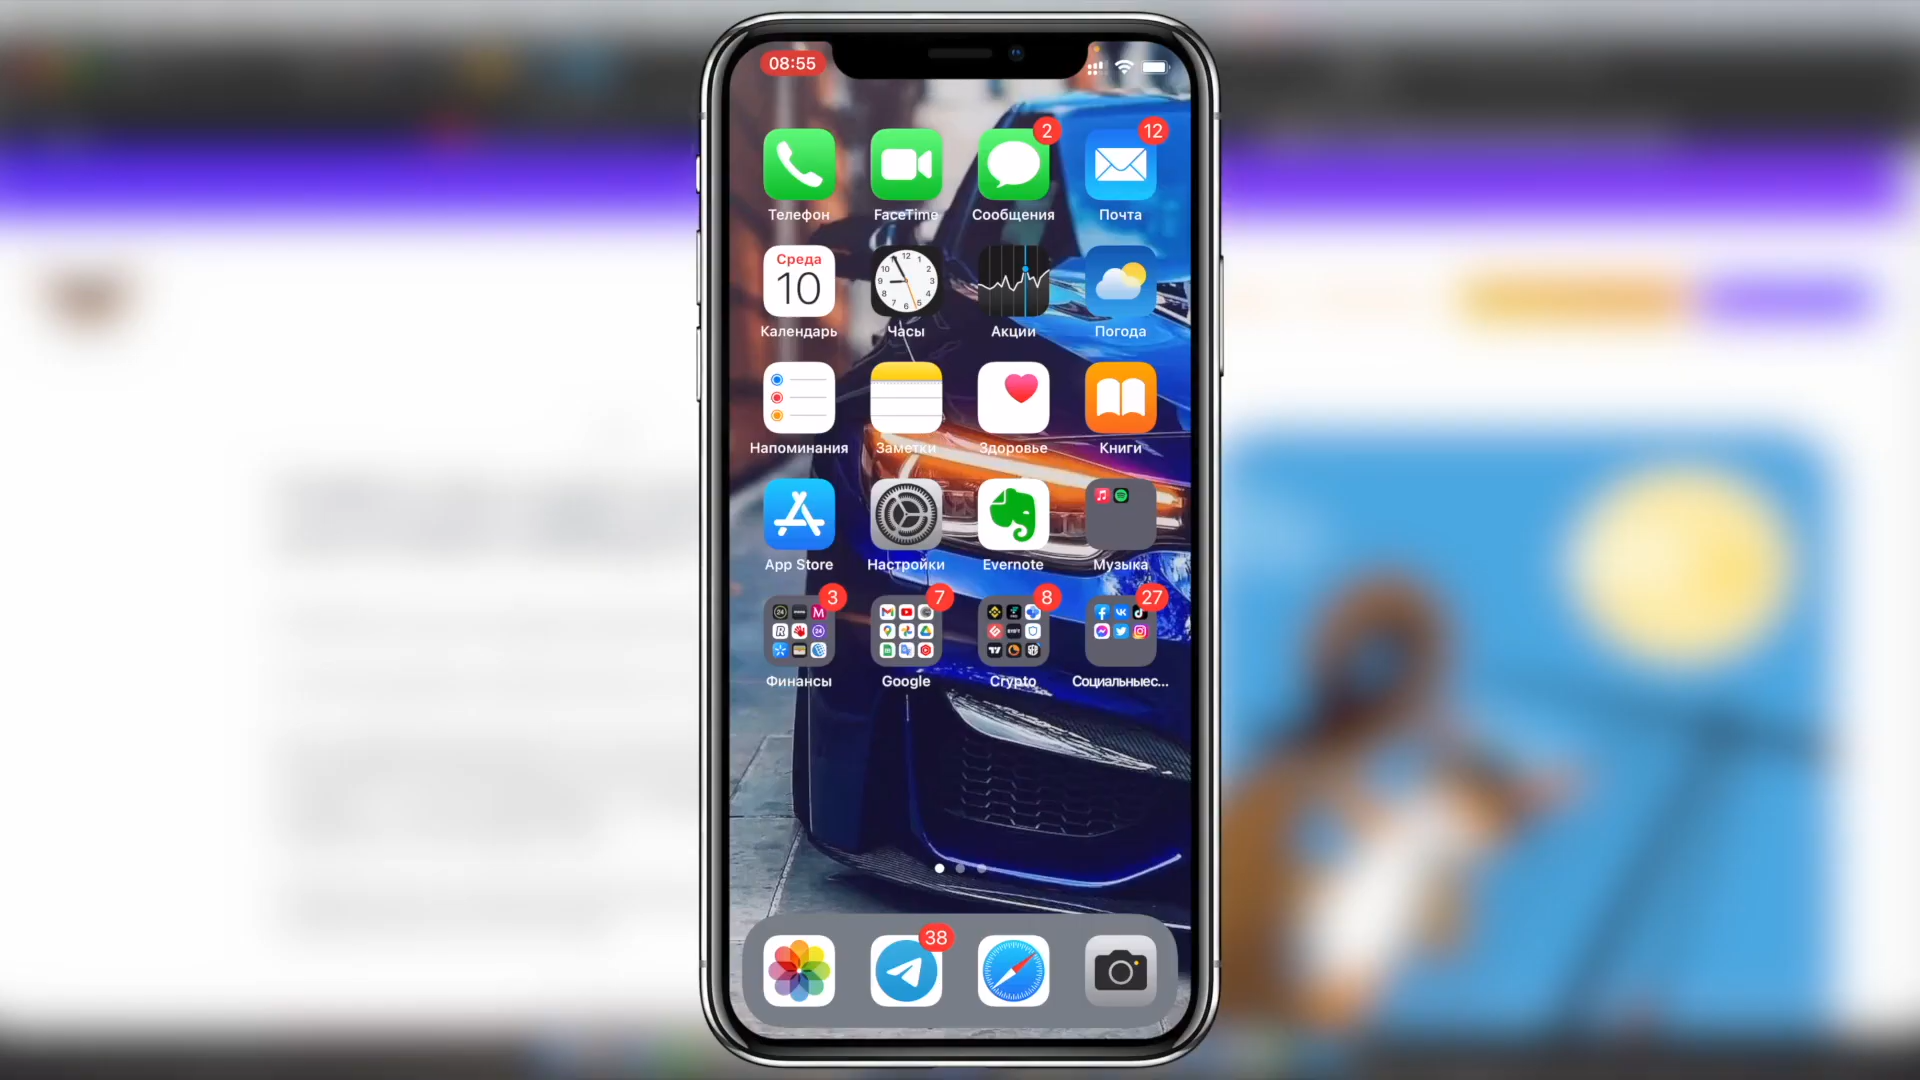 08:55
2
12
Телефон
FaceTime
Сообщения
Почта
Среда
10
Календарь
Часы
Акции
Погода
Напоминания
Заметки
Здоровье
Книги
App Store
Настройки
Evernote
Музыка
3
7
8
27
Финансы
Google
Crypto
Социальныес...
38